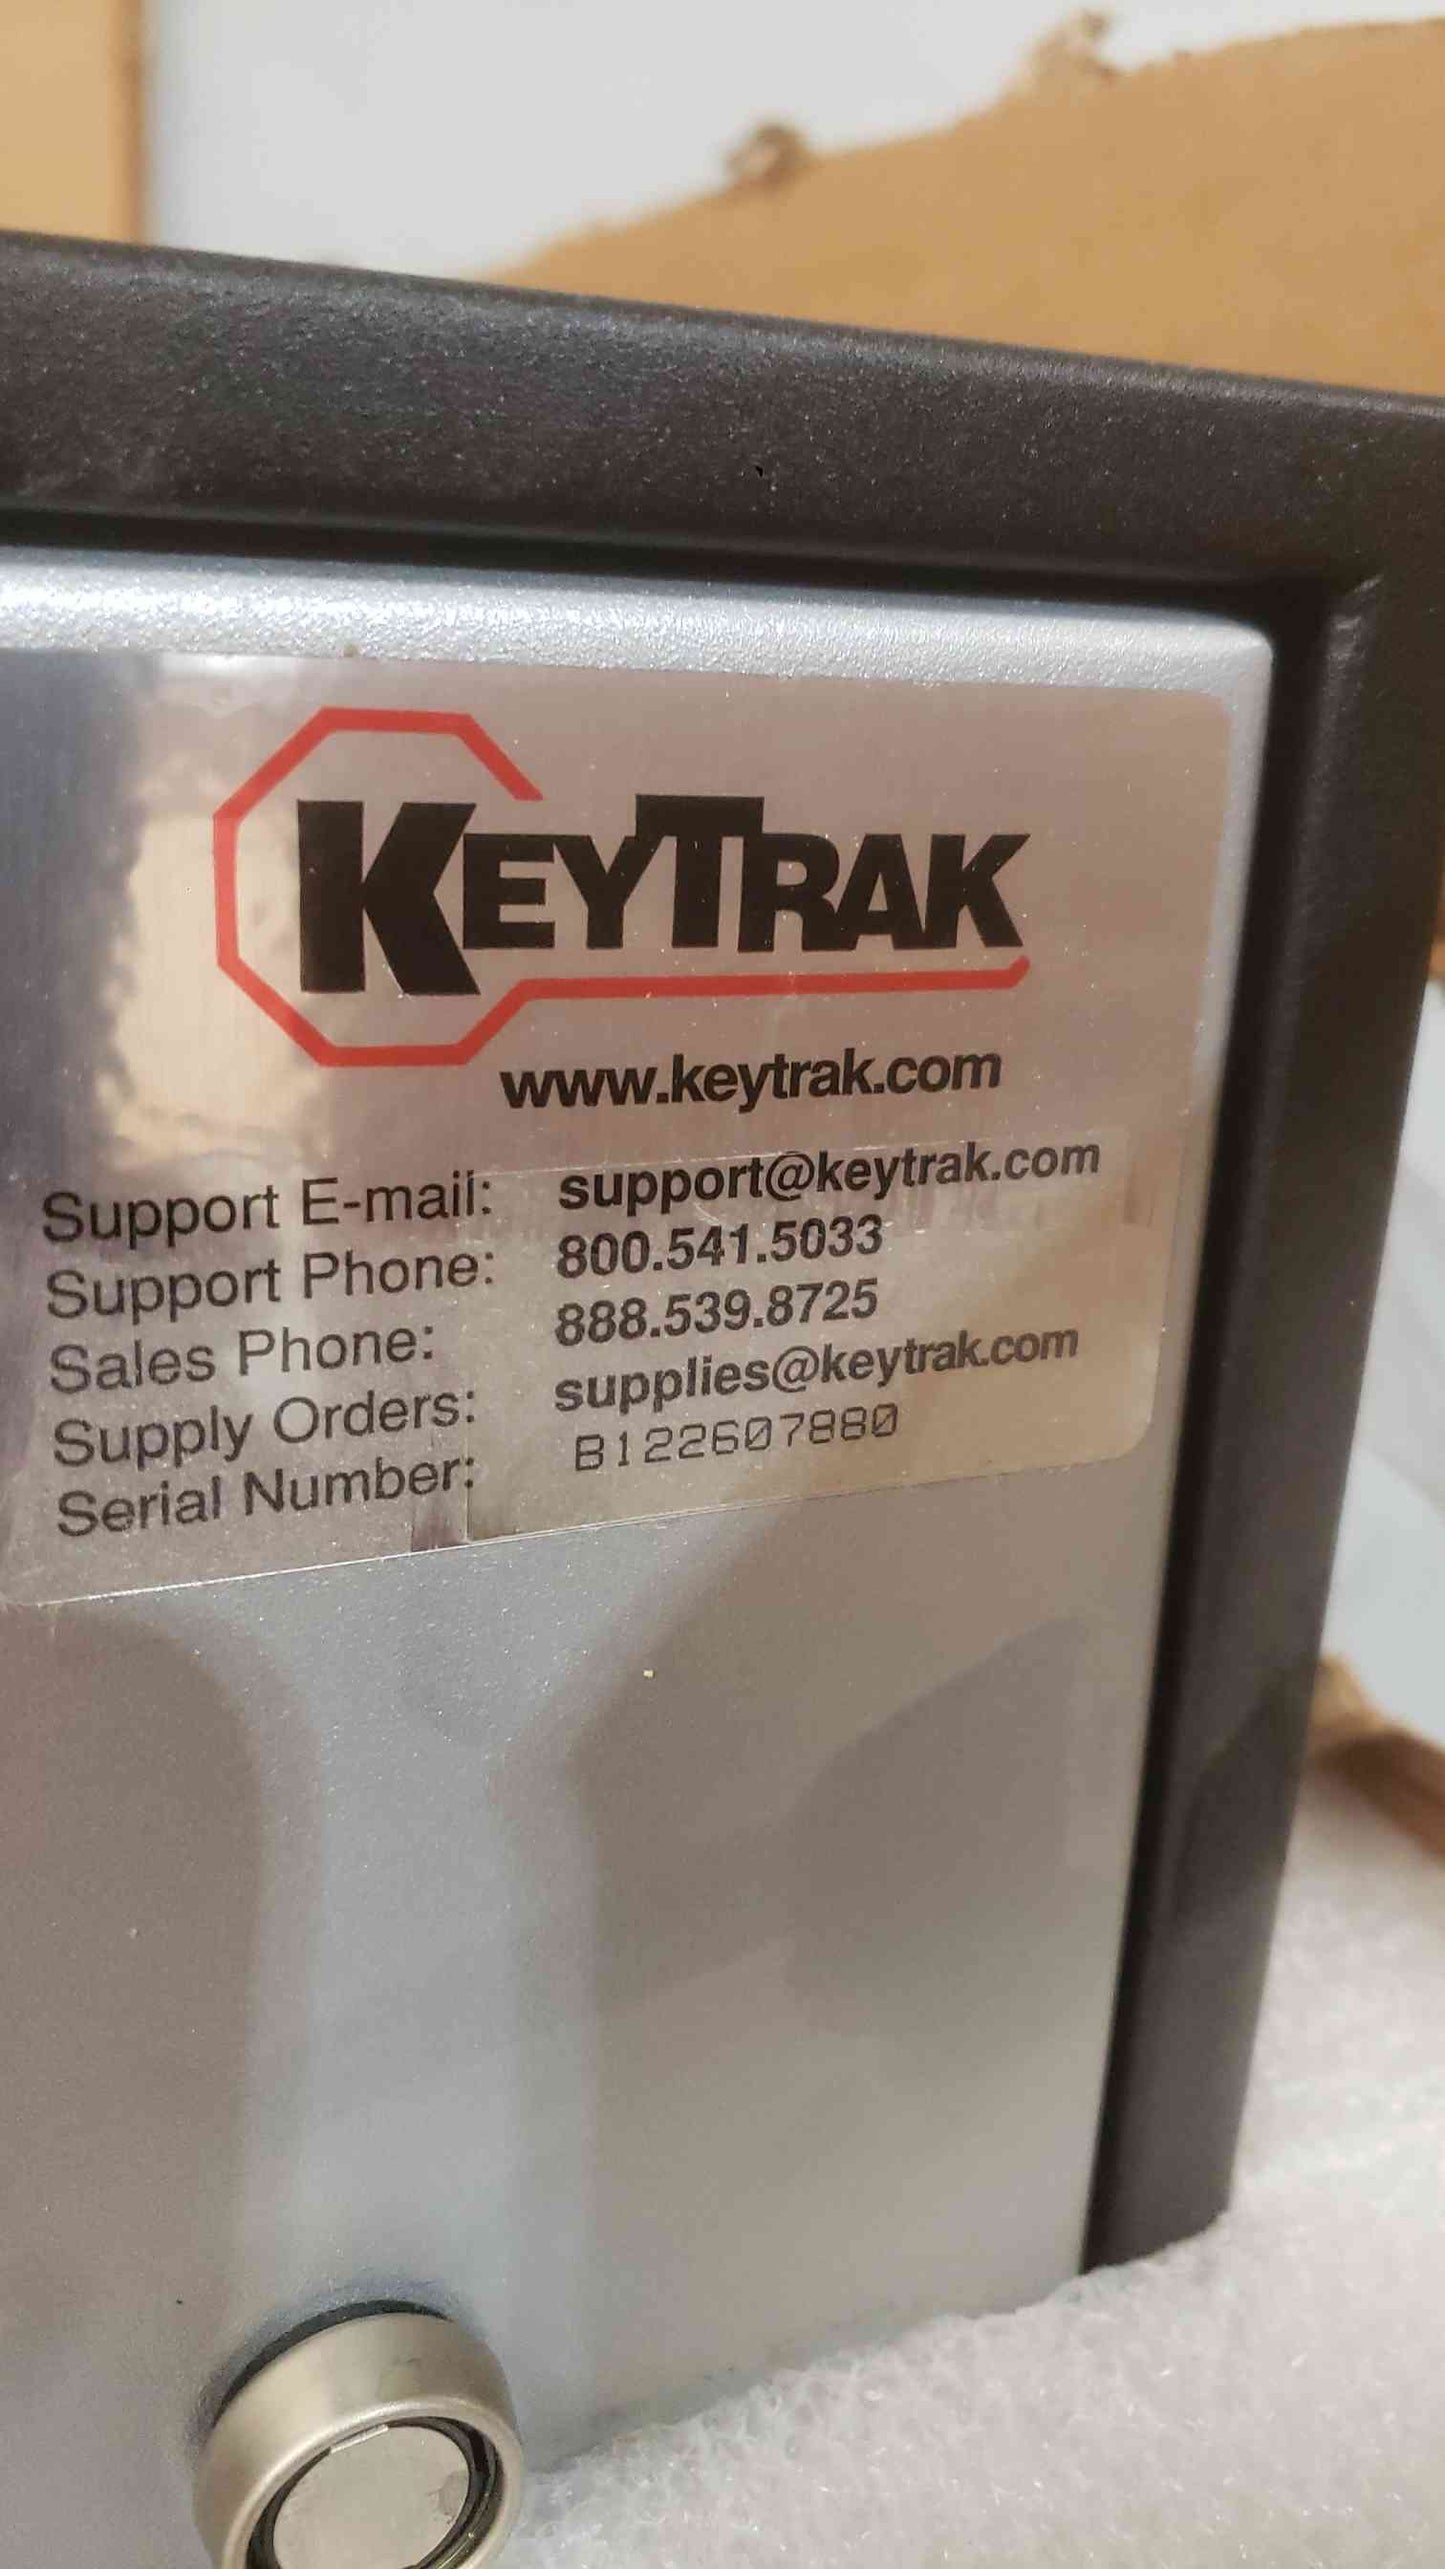 KEYTRAK
www.keytrak.com
Support E-mail: support@keytrak.com
Support Phone: 800.541.5033
Sales Phone: 888.539.8725
Supply Orders: supplies@keytrak.com
Serial Number: B122607880